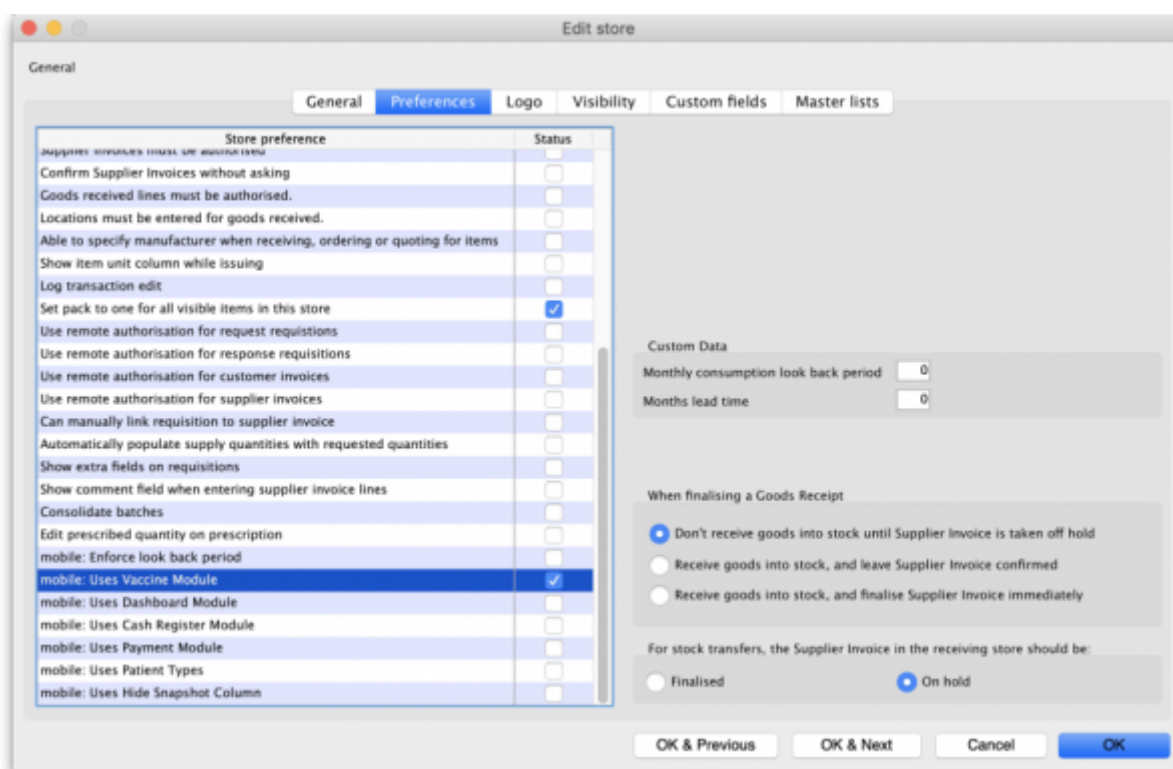 Edit store
General
General Preferences Logo Visibility Custom fields Master lists
Store preference Status
Supplier invoices must be authorised
Confirm Supplier Invoices without asking
Goods received lines must be authorised.
Locations must be entered for goods received.
Able to specify manufacturer when receiving, ordering or quoting for items
Show item unit column while issuing
Log transaction edit
Set pack to one for all visible items in this store
Use remote authorisation for request requistions
Use remote authorisation for response requisitions
Use remote authorisation for customer invoices
Use remote authorisation for supplier invoices
Can manually link requisition to supplier invoice
Automatically populate supply quantities with requested quantities
Show extra fields on requisitions
Show comment field when entering supplier invoice lines
Consolidate batches
Edit prescribed quantity on prescription
mobile: Enforce look back period
mobile: Uses Vaccine Module
mobile: Uses Dashboard Module
mobile: Uses Cash Register Module
mobile: Uses Payment Module
mobile: Uses Patient Types
mobile: Uses Hide Snapshot Column
Custom Data
Monthly consumption look back period 0
Months lead time 0
When finalising a Goods Receipt
Don't receive goods into stock until Supplier Invoice is taken off hold
Receive goods into stock, and leave Supplier Invoice confirmed
Receive goods into stock, and finalise Supplier Invoice immediately
For stock transfers, the Supplier Invoice in the receiving store should be:
Finalised On hold
OK & Previous OK & Next Cancel OK